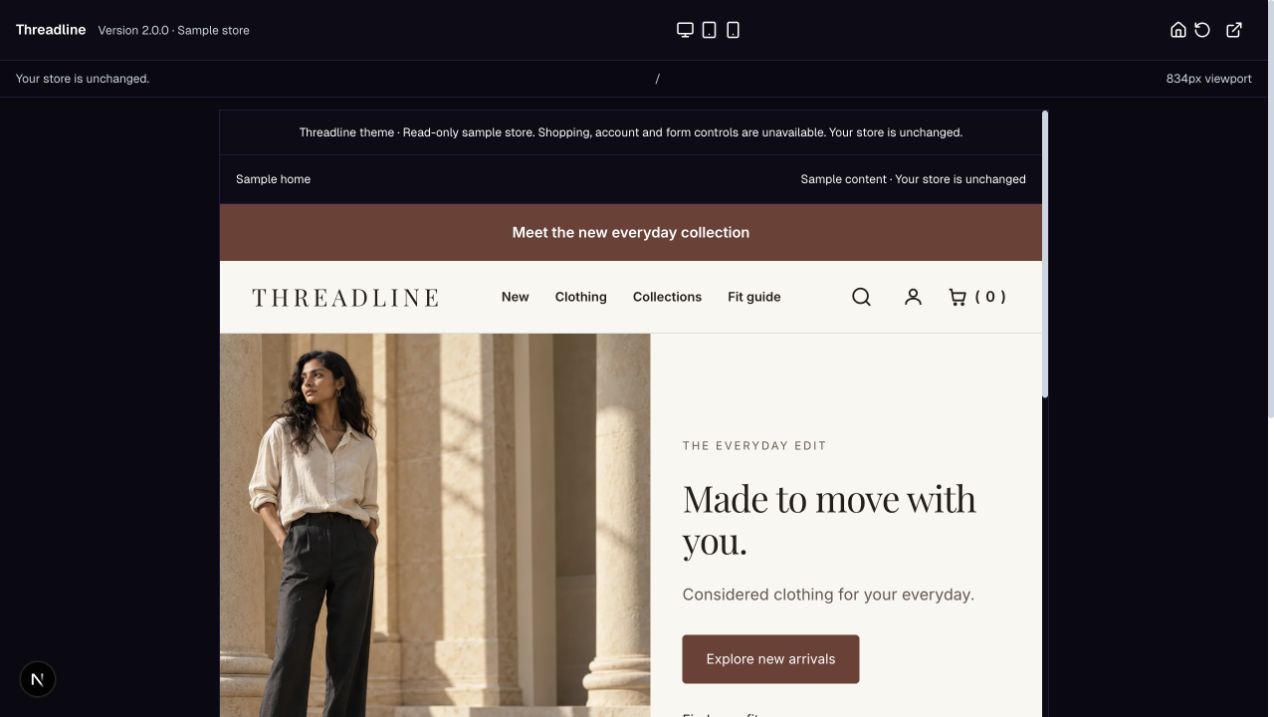 Threadline Version 2.0.0 · Sample store
Your store is unchanged.
/
834px viewport
Threadline theme · Read-only sample store. Shopping, account and form controls are unavailable. Your store is unchanged.
Sample home
Sample content · Your store is unchanged
Meet the new everyday collection
THREADLINE
New
Clothing
Collections
Fit guide
( 0 )
THE EVERYDAY EDIT
Made to move with
you.
Considered clothing for your everyday.
Explore new arrivals
N